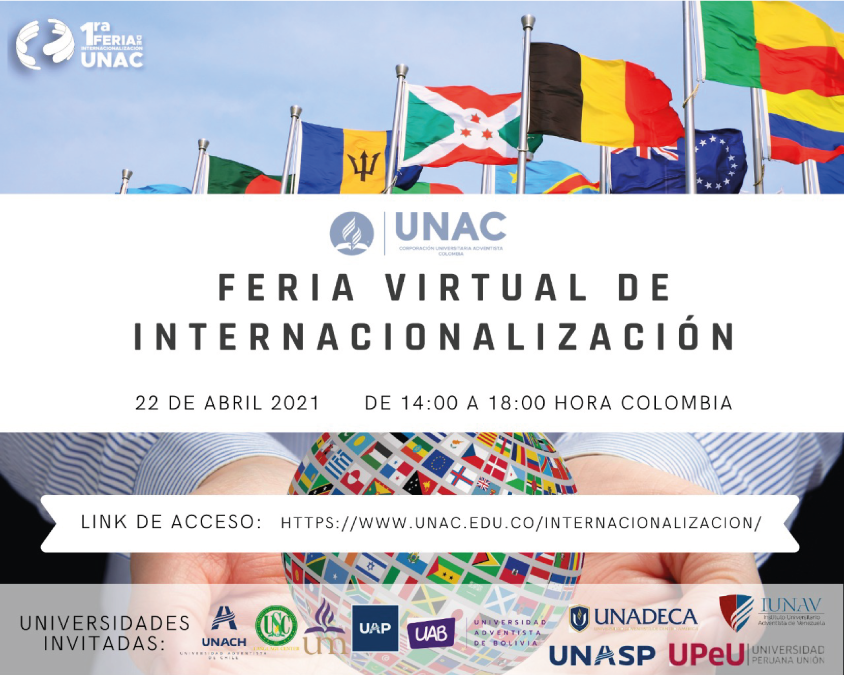 1ra
FERIA DE
INTERNACIONALIZACIÓN
UNAC
UNAC
CORPORACIÓN UNIVERSITARIA ADVENTISTA
COLOMBIA
FERIA VIRTUAL DE
INTERNACIONALIZACIÓN
22 DE ABRIL 2021 DE 14:00 A 18:00 HORA COLOMBIA
LINK DE ACCESO: HTTPS://WWW.UNAC.EDU.CO/INTERNACIONALIZACION/
UNIVERSIDADES
INVITADAS:
UNACH
UNIVERSIDAD ADVENTISTA
DE CHILE
um
UAP
UAB
UNIVERSIDAD
ADVENTISTA
DE BOLIVIA
UNADECA
IUNAV
Instituto Universitario
Adventista de Venezuela
UNASP
UPeU UNIVERSIDAD
PERUANA UNIÓN